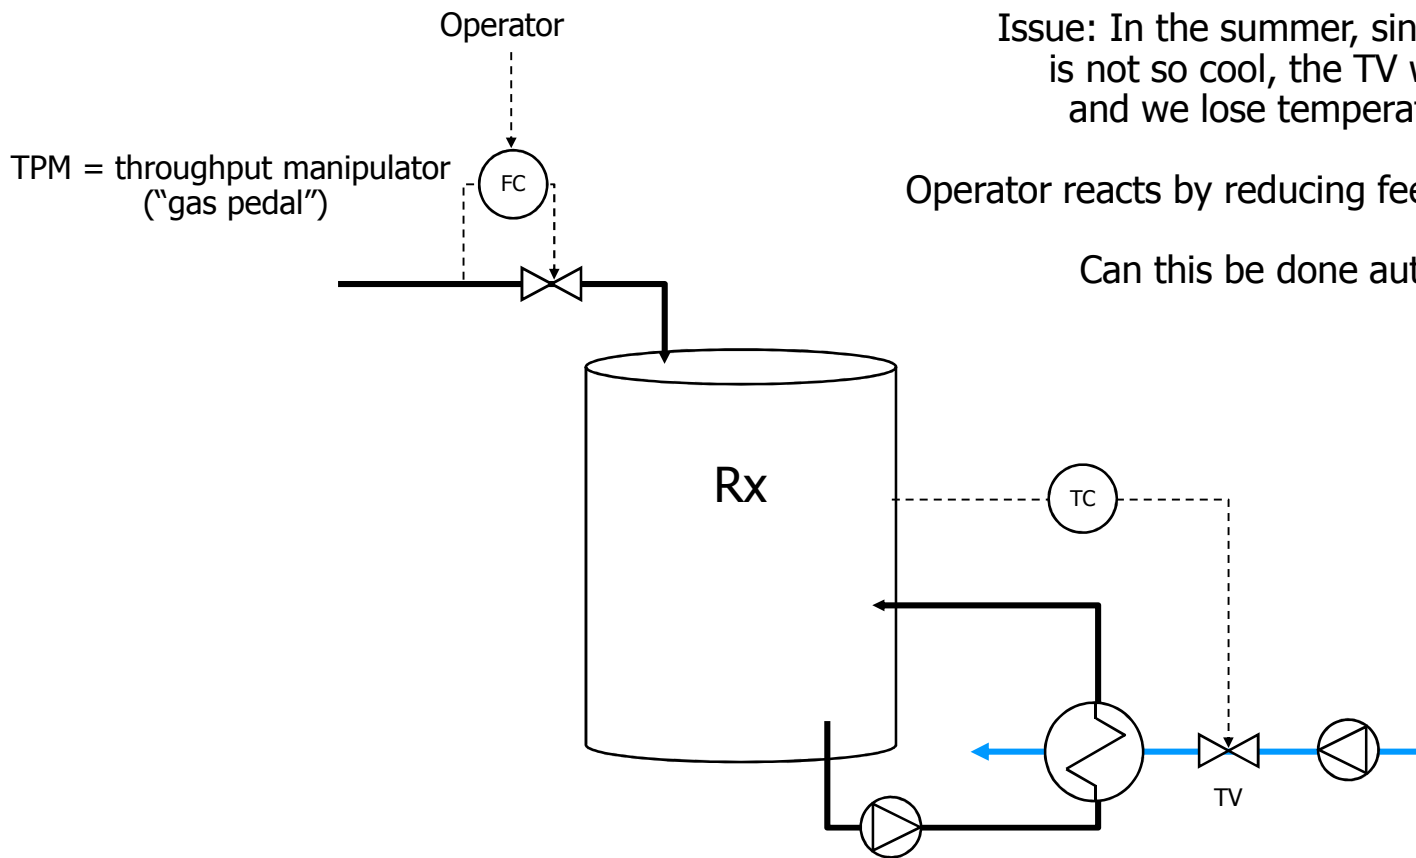 Operator
Issue: In the summer, sin
is not so cool, the TV
and we lose temperat
TPM = throughput manipulator
(“gas pedal”)
FC
Operator reacts by reducing fee
Can this be done aut
Rx
TC
TV